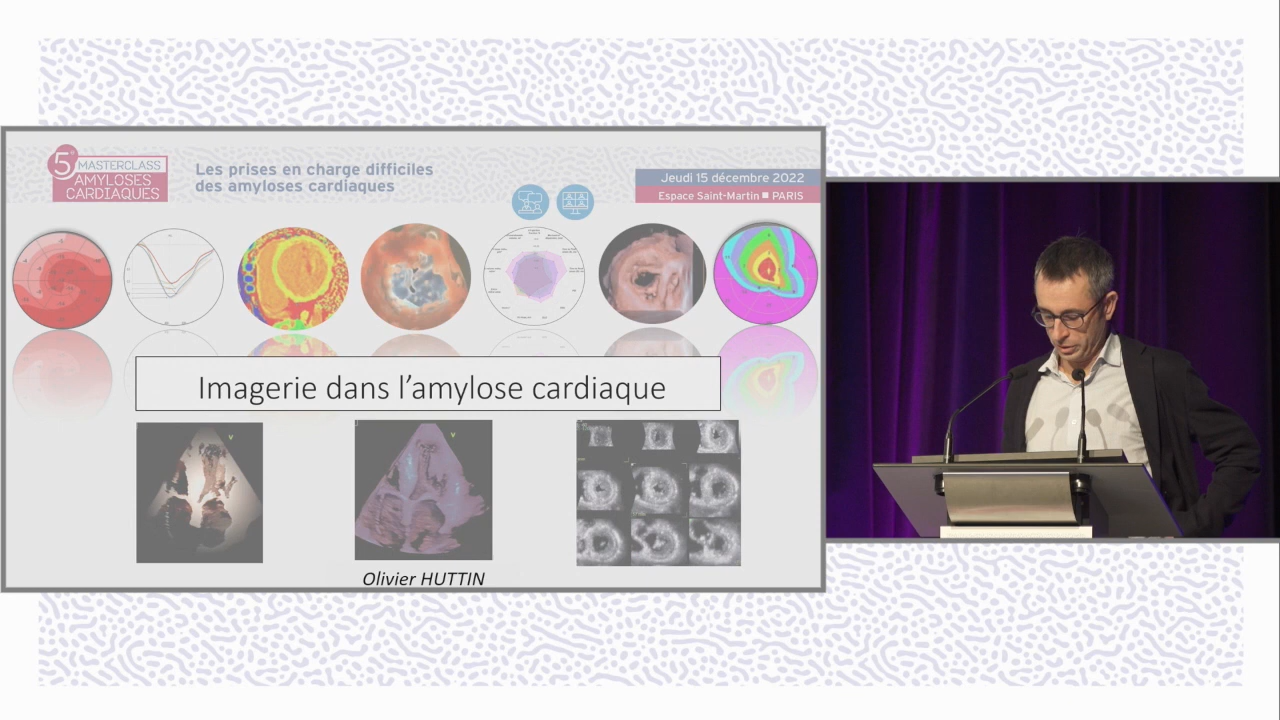 5e
MASTERCLASS
AMYLOSES
CARDIAQUES
Les prises en charge difficiles
des amyloses cardiaques
Jeudi 15 décembre 2022
Espace Saint-Martin ■ PARIS
Imagerie dans l’amylose cardiaque
V
V
Olivier HUTTIN